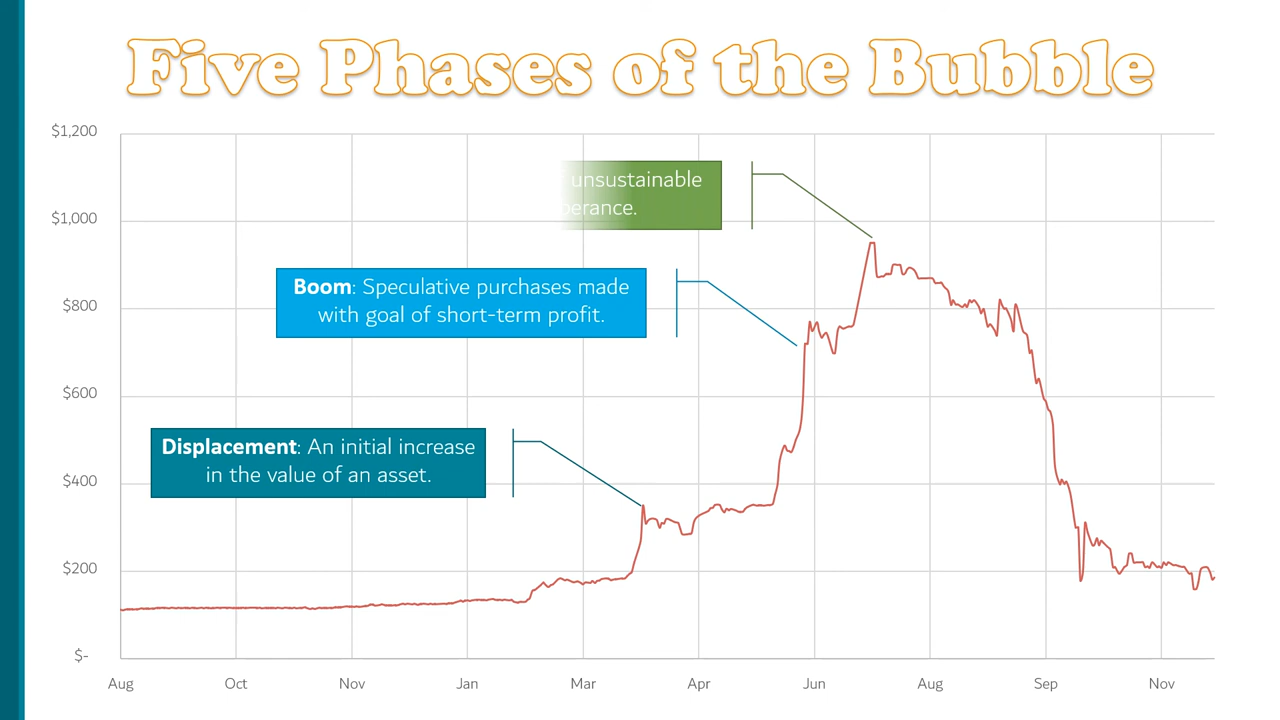 Five Phases of the Bubble
$1,200
unsustainable
$1,000
Boom: Speculative purchases made
with goal of short-term profit.
$800
$600
Displacement: An initial increase
in the value of an asset.
$400
$200
$-
Aug Oct Nov Jan Mar Apr Jun Aug Sep Nov